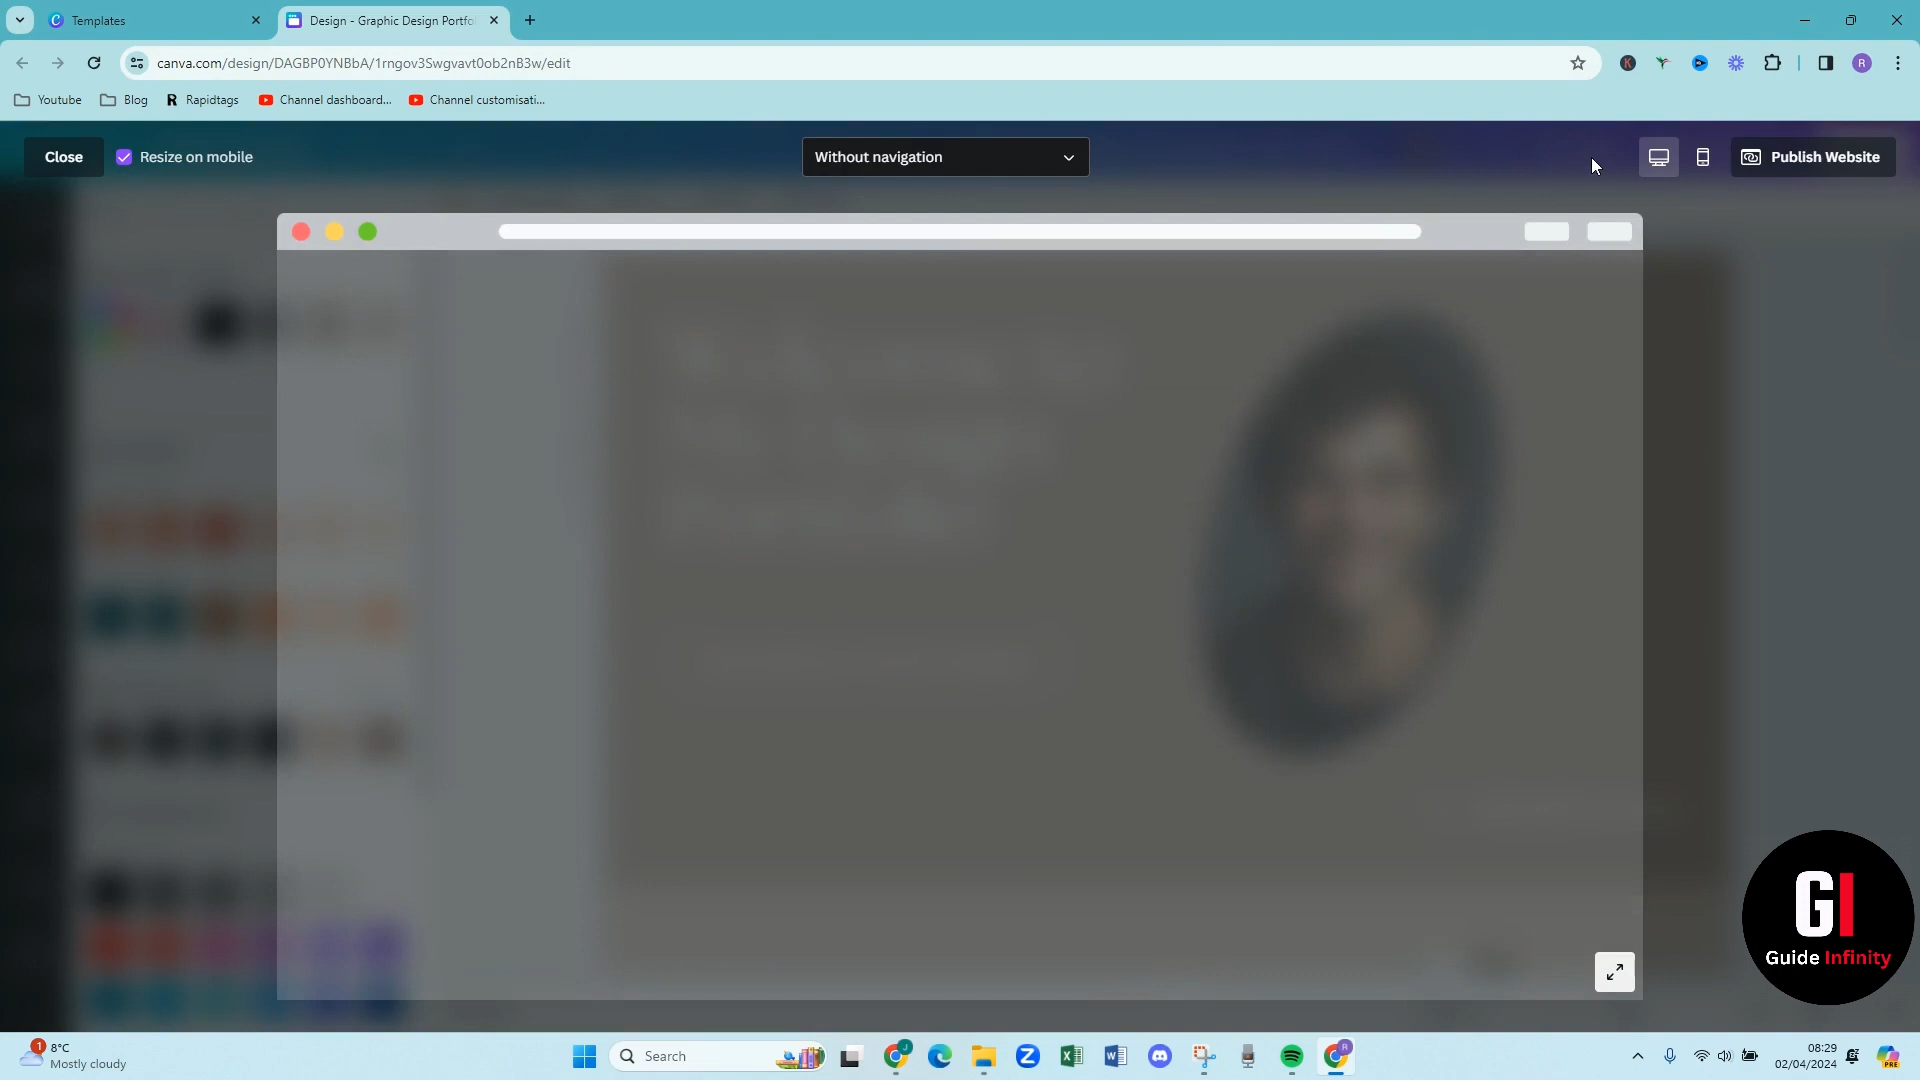 Templates
Design - Graphic Design Portfo
canva.com/design/DAGBP0YNBbA/1rngov3Swgvavt0ob2nB3w/edit
R
Youtube
Blog
R Rapidtags
Channel dashboard...
Channel customisati...
Close
Resize on mobile
Without navigation
Publish Website
GI
Guide Infinity
1
8°C
Mostly cloudy
Search
08:29
02/04/2024